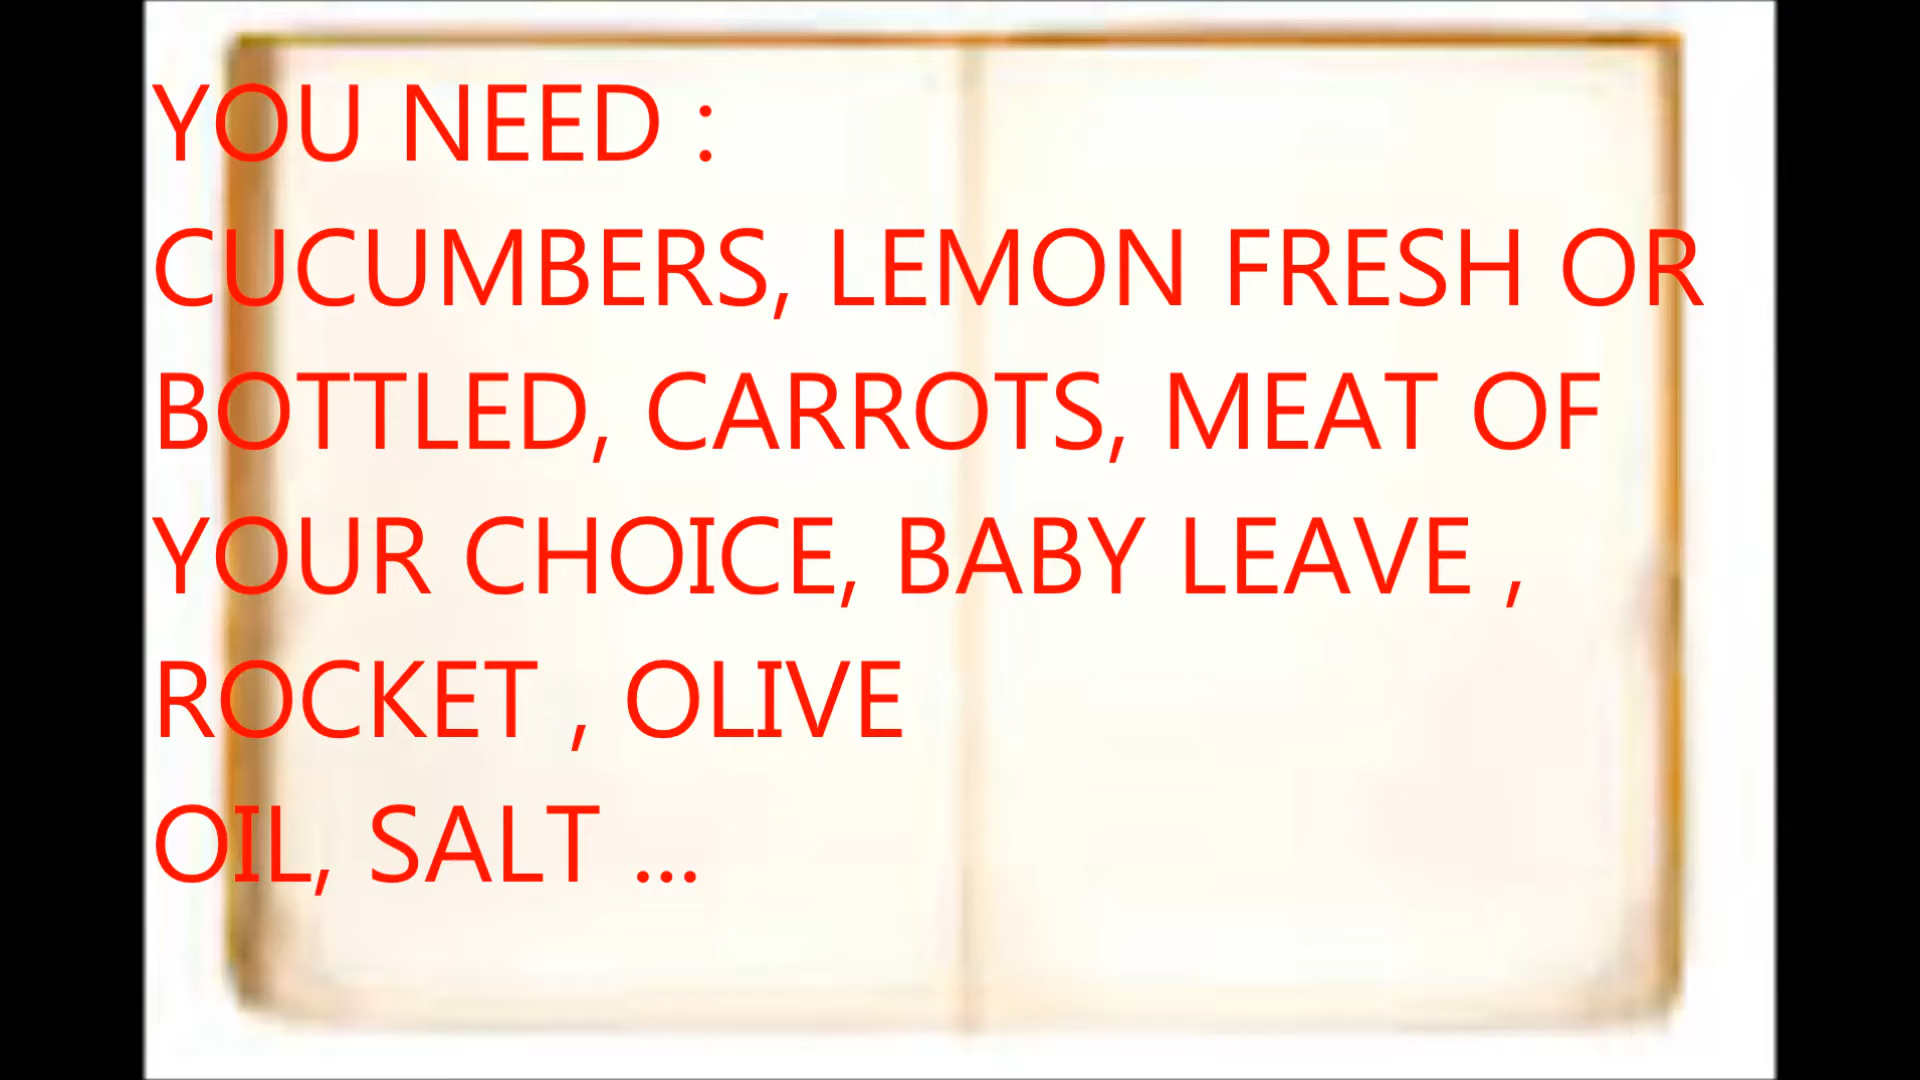 YOU NEED :
CUCUMBERS, LEMON FRESH OR
BOTTLED, CARROTS, MEAT OF
YOUR CHOICE, BABY LEAVE ,
ROCKET , OLIVE
OIL, SALT ...